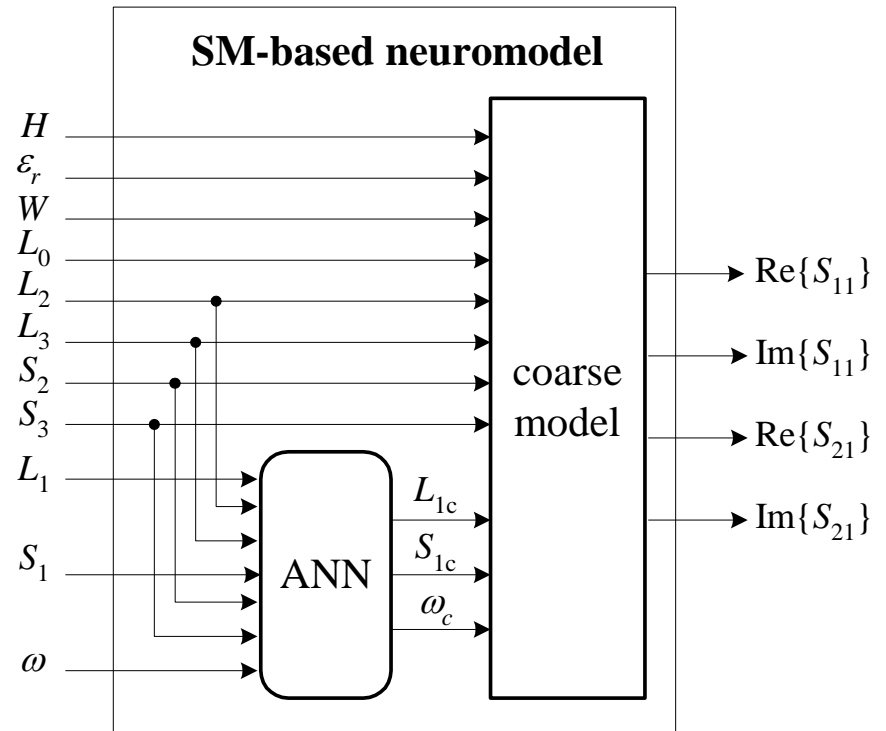 SM-based neuromodel
H
εᵣ
W
L₀
L₂
L₃
S₂
S₃
L₁
S₁
ω
ANN
L₁c
S₁c
ω_c
coarse
model
Re{S₁₁}
Im{S₁₁}
Re{S₂₁}
Im{S₂₁}